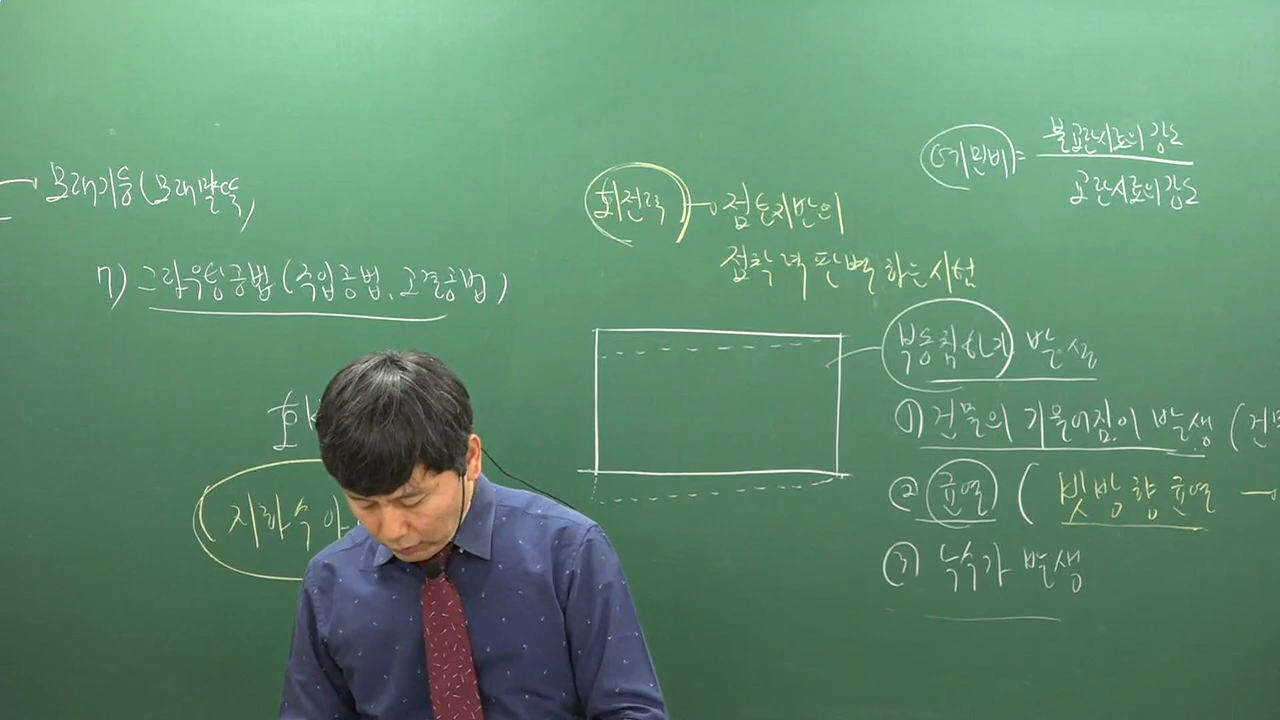 모래기둥(모래말뚝)
7) 그라우팅공법(주입공법, 고결공법)
지하수
회전력 → 점토지반의
점착력 판별하는 시험
예민비 = 불교란시료의 강도
교란시료의 강도
부동침하가 발생
① 건물의 기울어짐이 발생 (건
② 균열 ( 빗방향 균열
③ 누수가 발생